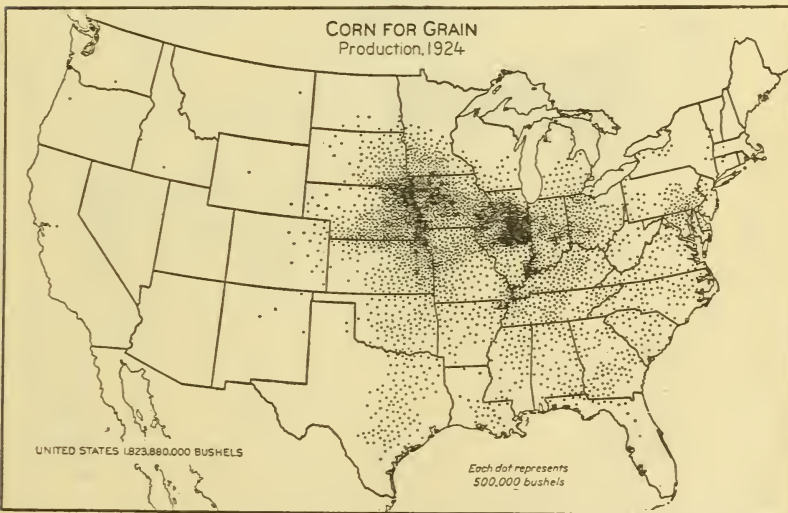 CORN FOR GRAIN
Production, 1924
UNITED STATES 1,823,880,000 BUSHELS
Each dot represents
500,000 bushels